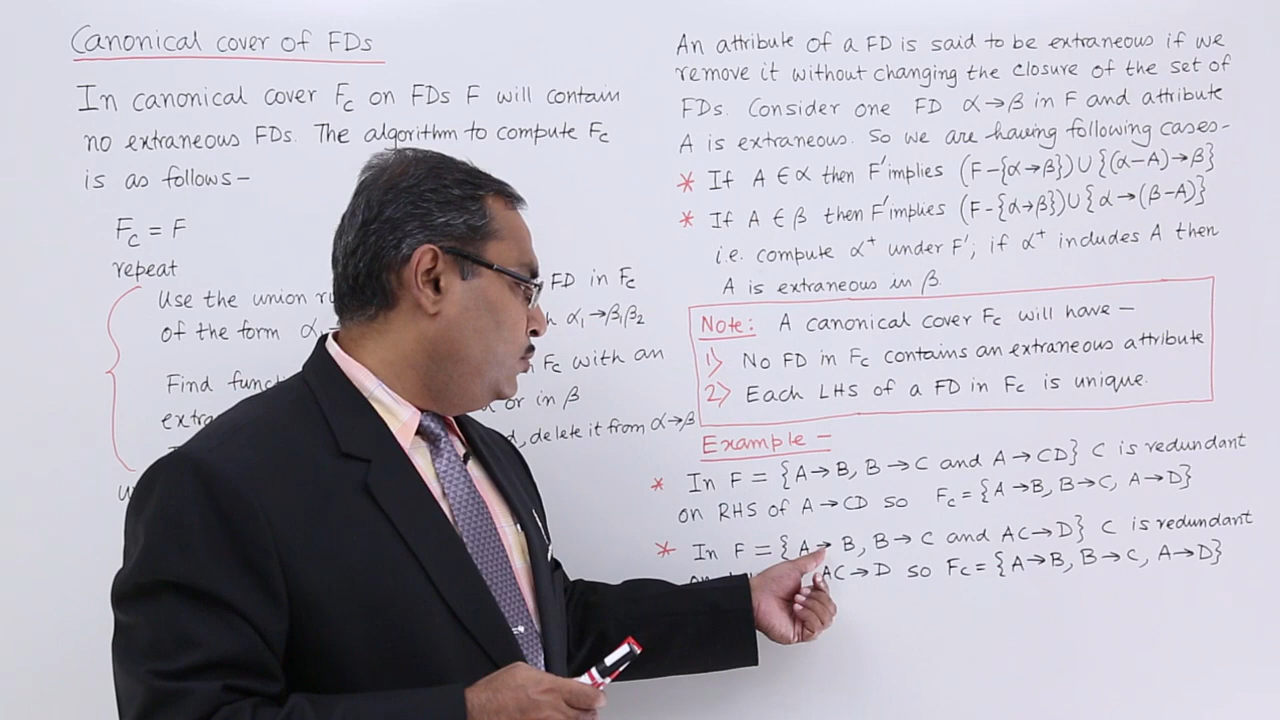 Canonical cover of FDs
In canonical cover Fc on FDs F will contain
no extraneous FDs. The algorithm to compute Fc
is as follows-
Fc = F
repeat
Use the union FD in Fc
of the form α1→ α1→β1β2
Find Fc with an
or in β
delete it from α→β
An attribute of a FD is said to be extraneous if we
remove it without changing the closure of the set of
FDs. Consider one FD α→β in F and attribute
A is extraneous. So we are having following cases-
* If A ∈ α then F' implies (F-{α→β})∪{(α-A)→β}
* If A ∈ β then F' implies (F-{α→β})∪{α→(β-A)}
i.e. compute α+ under F'; if α+ includes A then
A is extraneous in β.
Note: A canonical cover Fc will have -
1> No FD in Fc contains an extraneous attribute
2> Each LHS of a FD in Fc is unique.
Example -
* In F = {A→B, B→C and A→CD} C is redundant
on RHS of A→CD so Fc = {A→B, B→C, A→D}
* In F = {A→B, B→C and AC→D} C is redundant
on AC→D so Fc = {A→B, B→C, A→D}